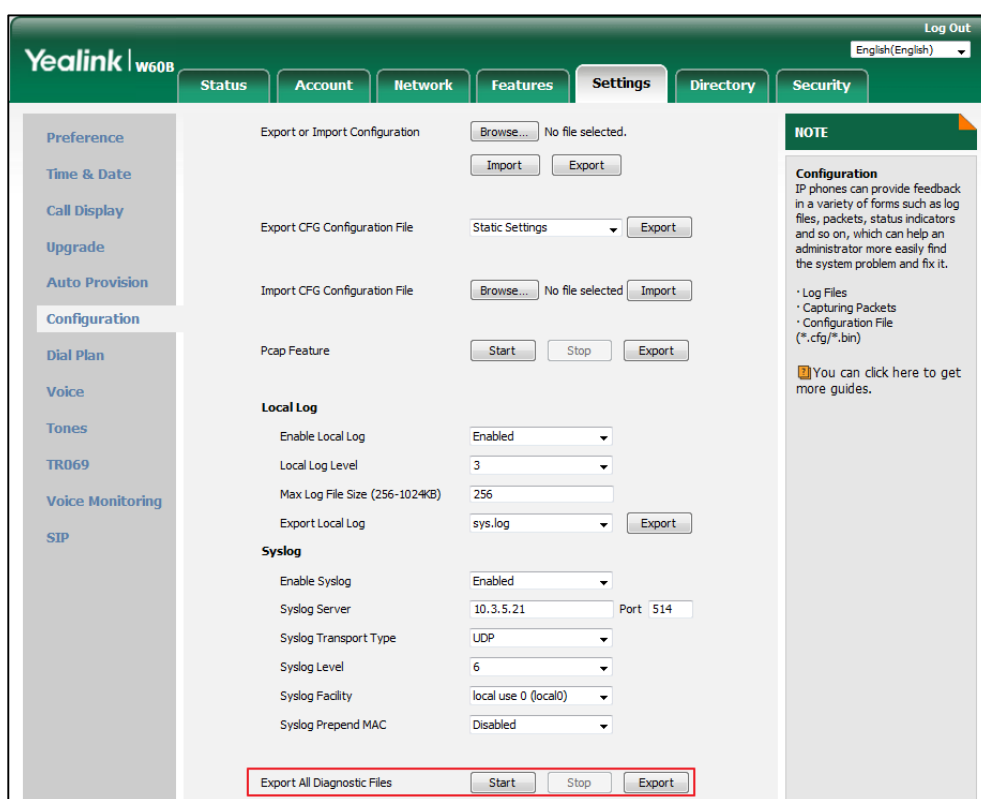 Log Out
Yealink | W60B
English(English)
Status Account Network Features Settings Directory Security
Preference
Time & Date
Call Display
Upgrade
Auto Provision
Configuration
Dial Plan
Voice
Tones
TR069
Voice Monitoring
SIP
Export or Import Configuration Browse... No file selected.
Import Export
Export CFG Configuration File Static Settings Export
Import CFG Configuration File Browse... No file selected Import
Pcap Feature Start Stop Export
Local Log
Enable Local Log Enabled
Local Log Level 3
Max Log File Size (256-1024KB) 256
Export Local Log sys.log Export
Syslog
Enable Syslog Enabled
Syslog Server 10.3.5.21 Port 514
Syslog Transport Type UDP
Syslog Level 6
Syslog Facility local use 0 (local0)
Syslog Prepend MAC Disabled
Export All Diagnostic Files Start Stop Export
NOTE
Configuration
IP phones can provide feedback
in a variety of forms such as log
files, packets, status indicators
and so on, which can help an
administrator more easily find
the system problem and fix it.
· Log Files
· Capturing Packets
· Configuration File
(*.cfg/*.bin)
You can click here to get
more guides.